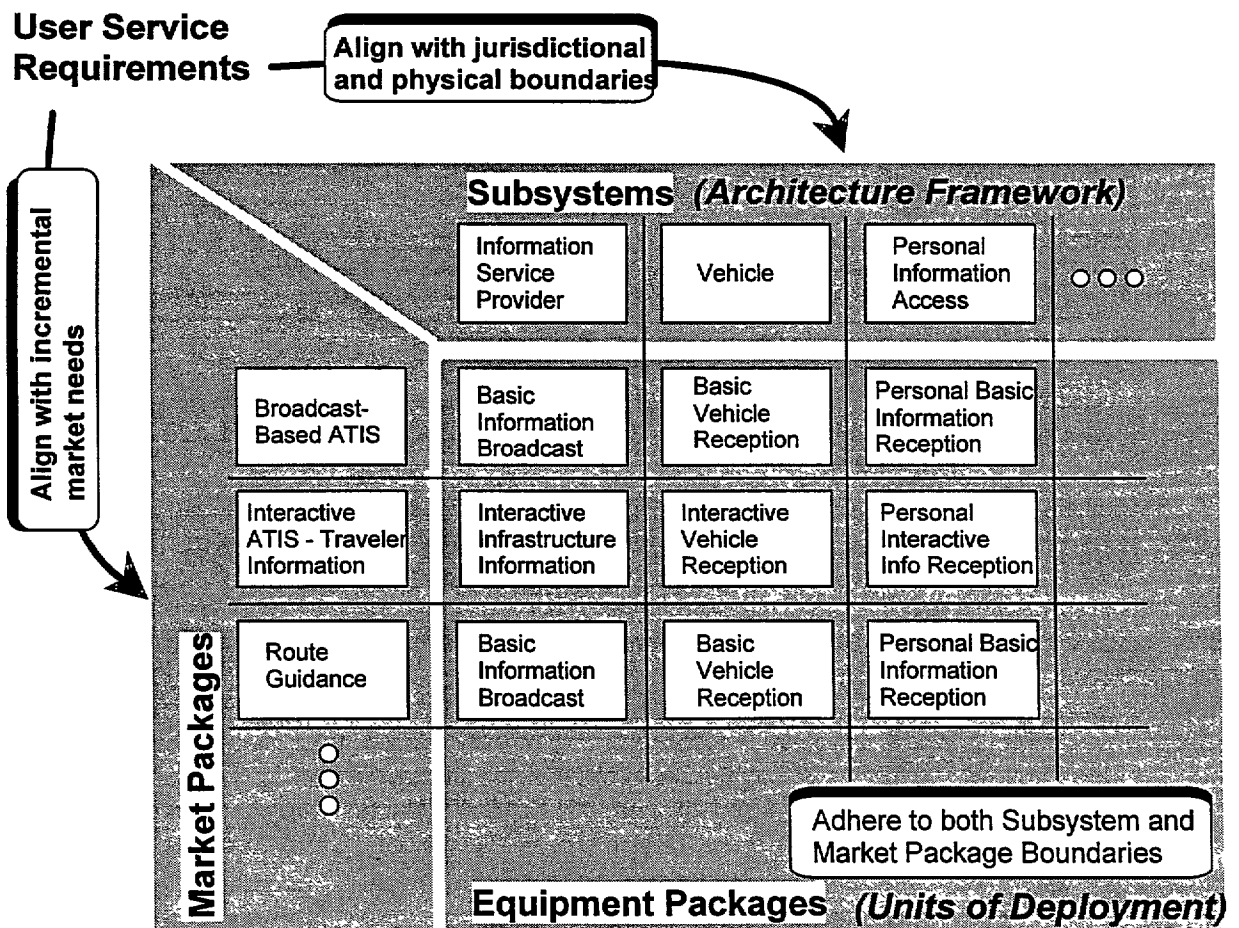 User Service
Requirements
Align with jurisdictional
and physical boundaries
Align with incremental
market needs
Subsystems (Architecture Framework)
Information
Service
Provider
Vehicle
Personal
Information
Access
Market Packages
Broadcast-
Based ATIS
Basic
Information
Broadcast
Basic
Vehicle
Reception
Personal Basic
Information
Reception
Interactive
ATIS - Traveler
Information
Interactive
Infrastructure
Information
Interactive
Vehicle
Reception
Personal
Interactive
Info Reception
Route
Guidance
Basic
Information
Broadcast
Basic
Vehicle
Reception
Personal Basic
Information
Reception
Adhere to both Subsystem and
Market Package Boundaries
Equipment Packages (Units of Deployment)